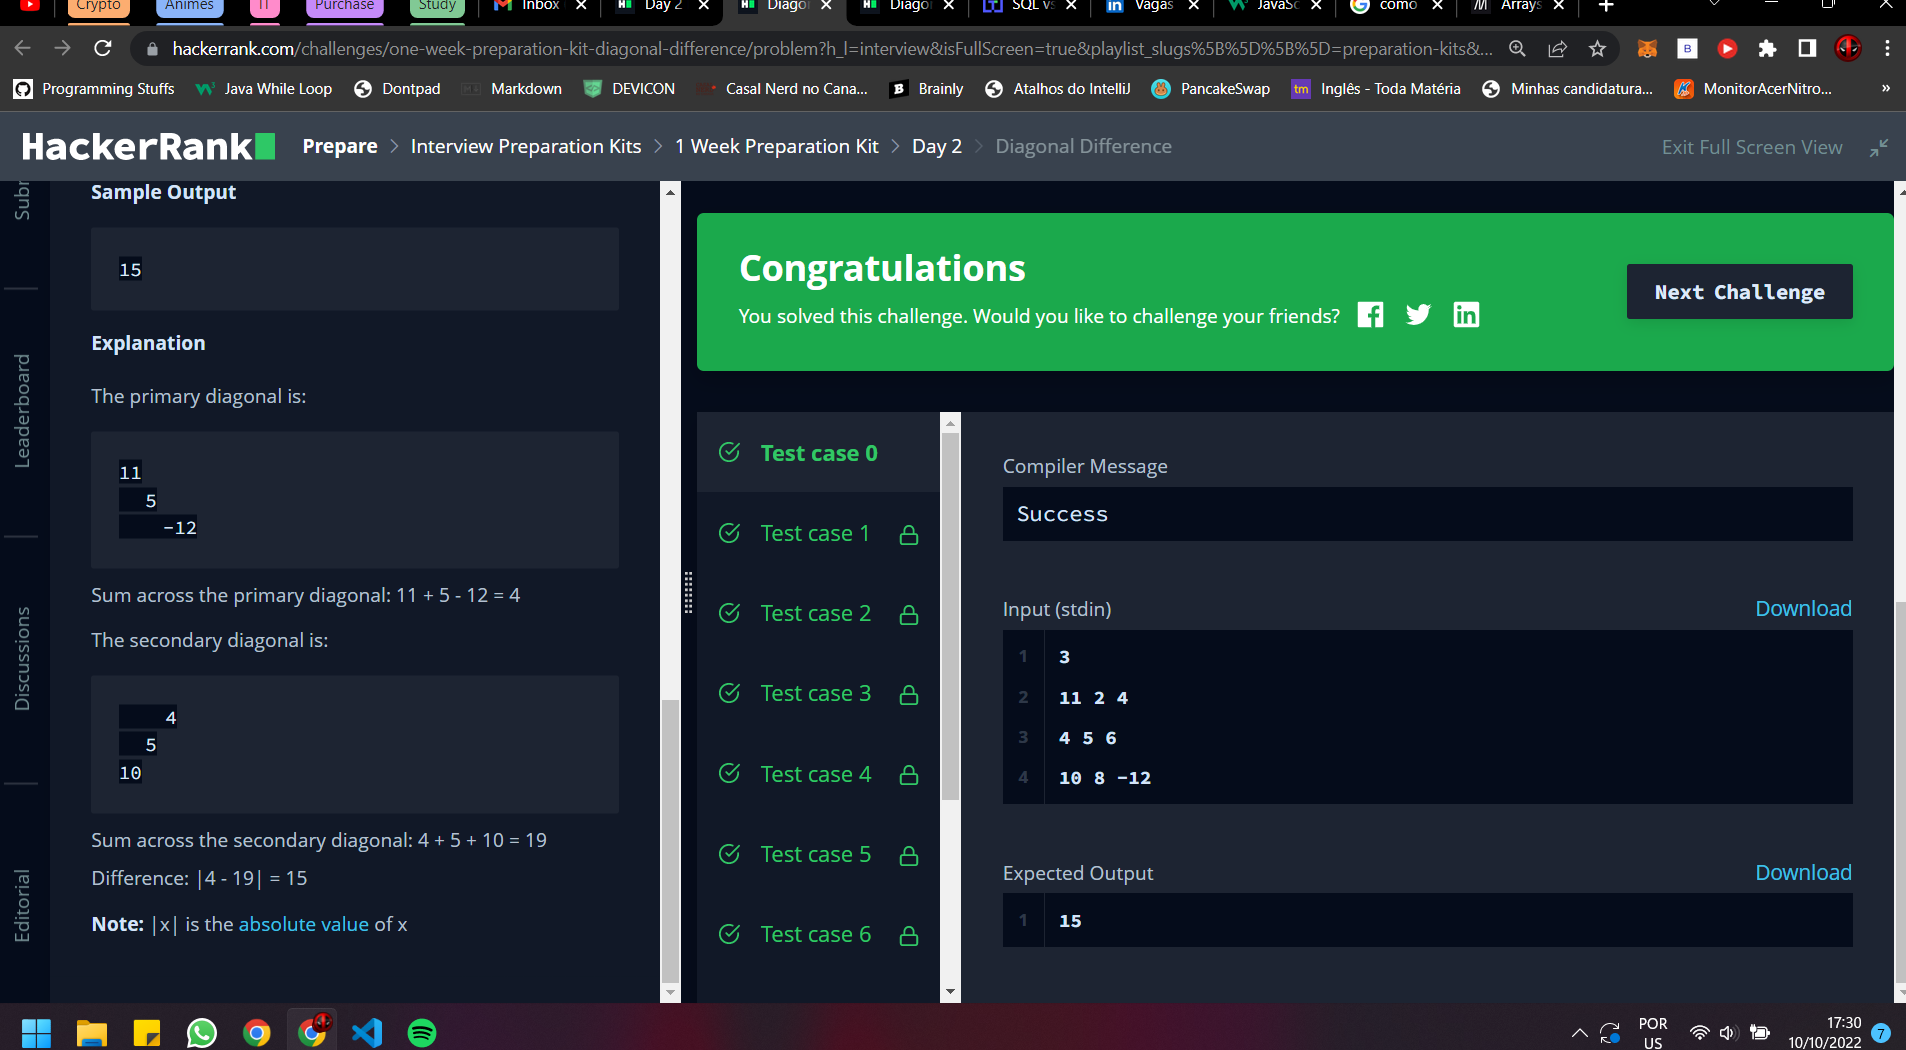 Crypto
Animes
IT
Purchase
Study
Inbox
Day 2
Diago
Diagor
SQL vs
Vagas
JavaSc
como
Arrays
hackerrank.com/challenges/one-week-preparation-kit-diagonal-difference/problem?h_l=interview&isFullScreen=true&playlist_slugs%5B%5D%5B%5D=preparation-kits&...
Programming Stuffs
Java While Loop
Dontpad
Markdown
DEVICON
Casal Nerd no Cana...
Brainly
Atalhos do IntelliJ
PancakeSwap
tm Inglês - Toda Matéria
Minhas candidatura...
MonitorAcerNitro...
»
HackerRank
Prepare > Interview Preparation Kits > 1 Week Preparation Kit > Day 2 > Diagonal Difference
Exit Full Screen View
Leaderboard
Discussions
Editorial
Sample Output
15
Explanation
The primary diagonal is:
11
5
-12
Sum across the primary diagonal: 11 + 5 - 12 = 4
The secondary diagonal is:
4
5
10
Sum across the secondary diagonal: 4 + 5 + 10 = 19
Difference: |4 - 19| = 15
Note: |x| is the absolute value of x
Congratulations
You solved this challenge. Would you like to challenge your friends?
Next Challenge
Test case 0
Test case 1
Test case 2
Test case 3
Test case 4
Test case 5
Test case 6
Compiler Message
Success
Input (stdin)
Download
1 3
2 11 2 4
3 4 5 6
4 10 8 -12
Expected Output
Download
1 15
POR
US
17:30
10/10/2022
7